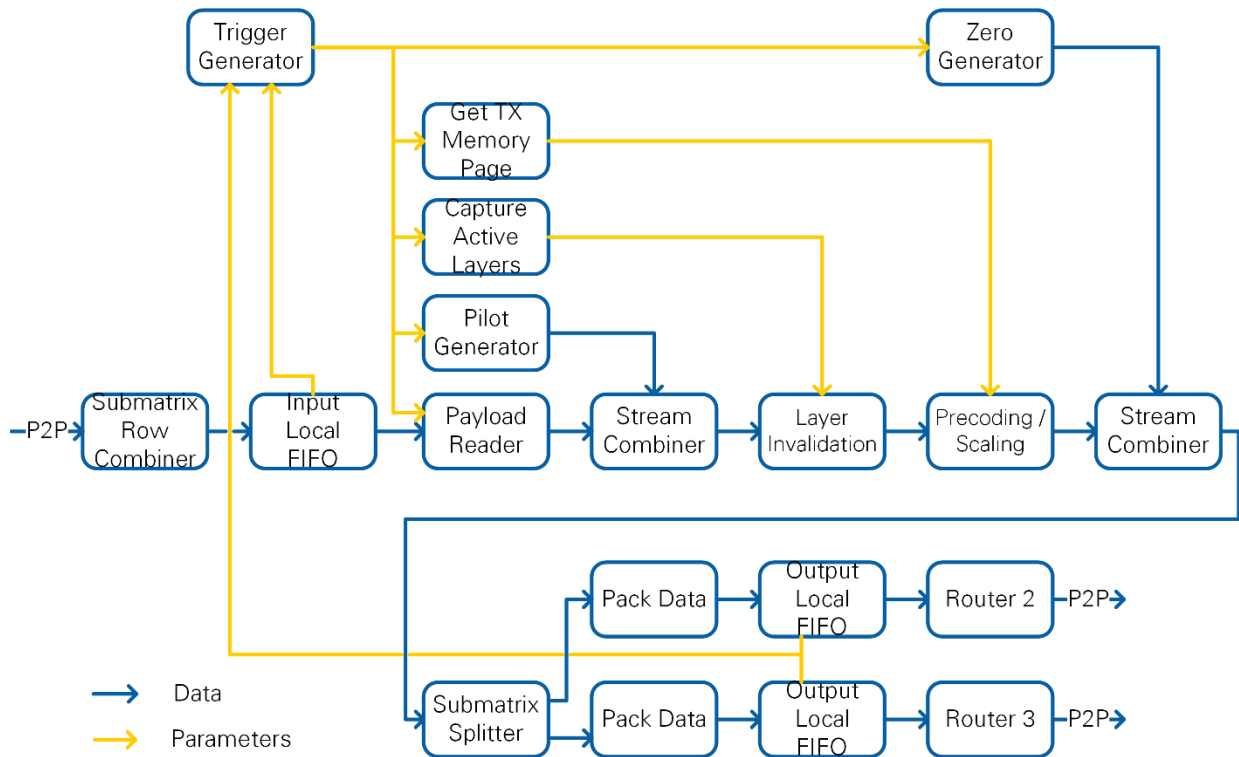 Trigger
Generator
Zero
Generator
Get TX
Memory
Page
Capture
Active
Layers
Pilot
Generator
P2P
Submatrix
Row
Combiner
Input
Local
FIFO
Payload
Reader
Stream
Combiner
Layer
Invalidation
Precoding /
Scaling
Stream
Combiner
Pack Data
Output
Local
FIFO
Router 2
P2P
Data
Parameters
Submatrix
Splitter
Pack Data
Output
Local
FIFO
Router 3
P2P